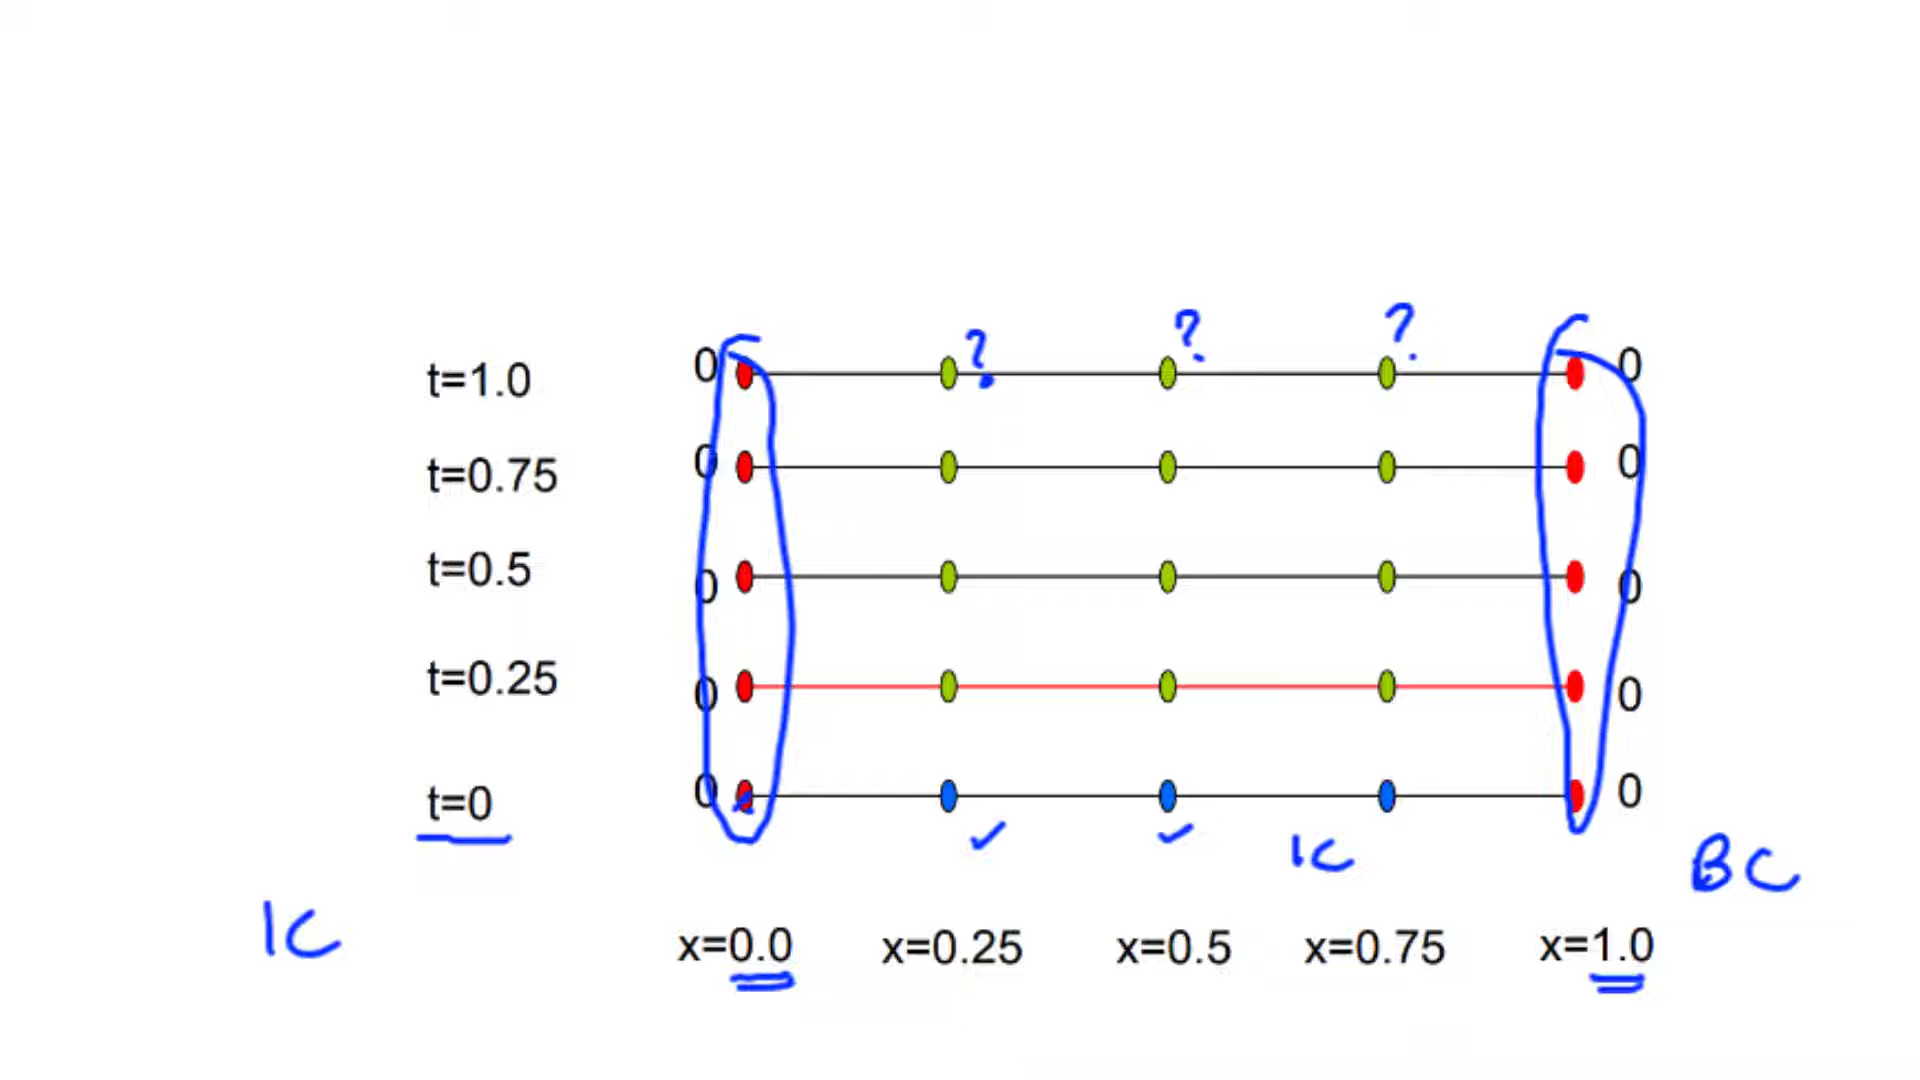 ? ? ?
t=1.0 0 0
t=0.75 0 0
t=0.5 0 0
t=0.25 0 0
t=0 0 0
IC BC
IC
x=0.0 x=0.25 x=0.5 x=0.75 x=1.0